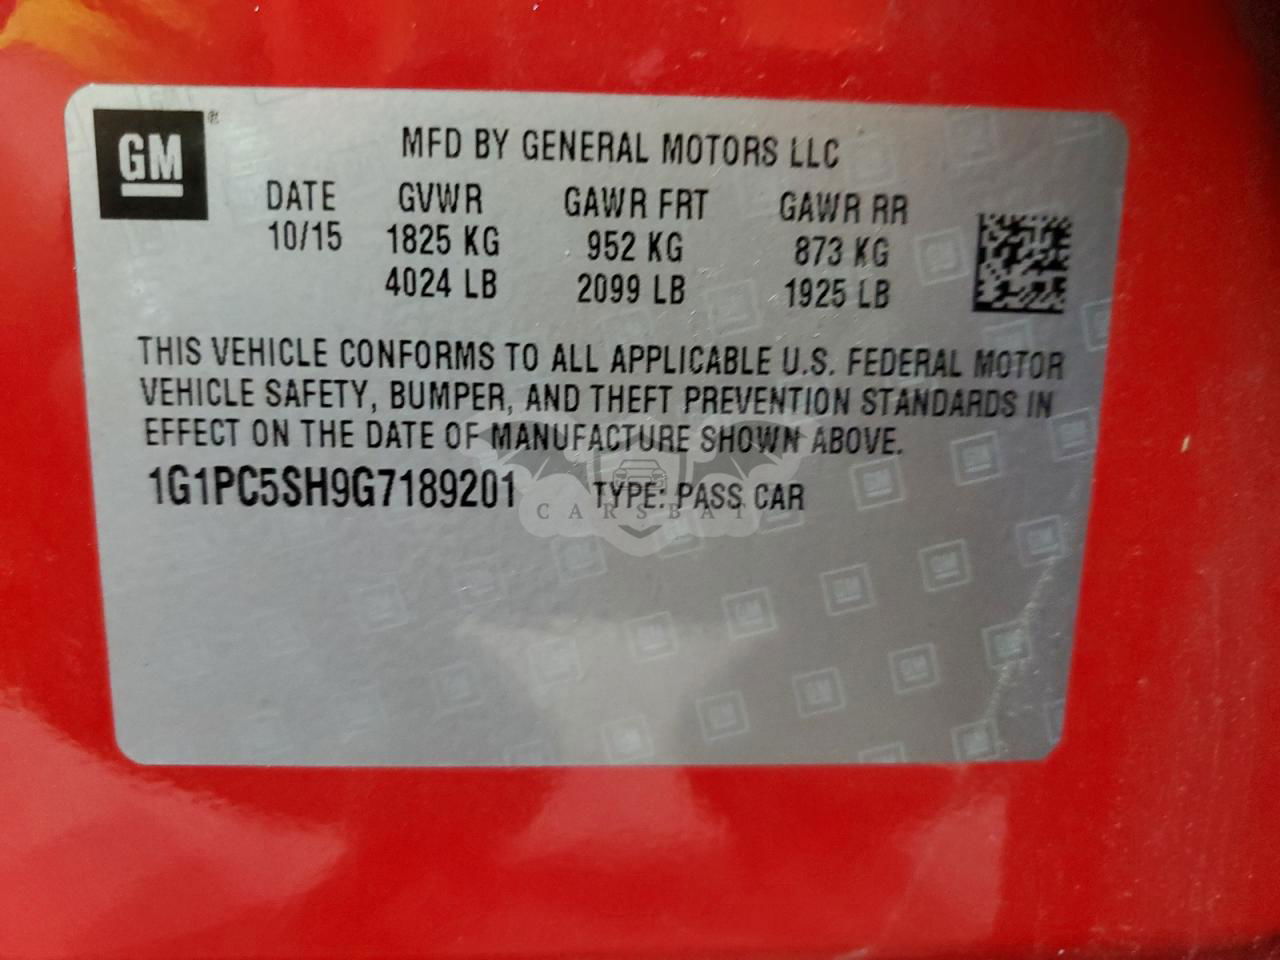 GM®
MFD BY GENERAL MOTORS LLC
DATE GVWR GAWR FRT GAWR RR
10/15 1825 KG 952 KG 873 KG
4024 LB 2099 LB 1925 LB
THIS VEHICLE CONFORMS TO ALL APPLICABLE U.S. FEDERAL MOTOR
VEHICLE SAFETY, BUMPER, AND THEFT PREVENTION STANDARDS IN
EFFECT ON THE DATE OF MANUFACTURE SHOWN ABOVE.
1G1PC5SH9G7189201 TYPE: PASS CAR
CARSBAT